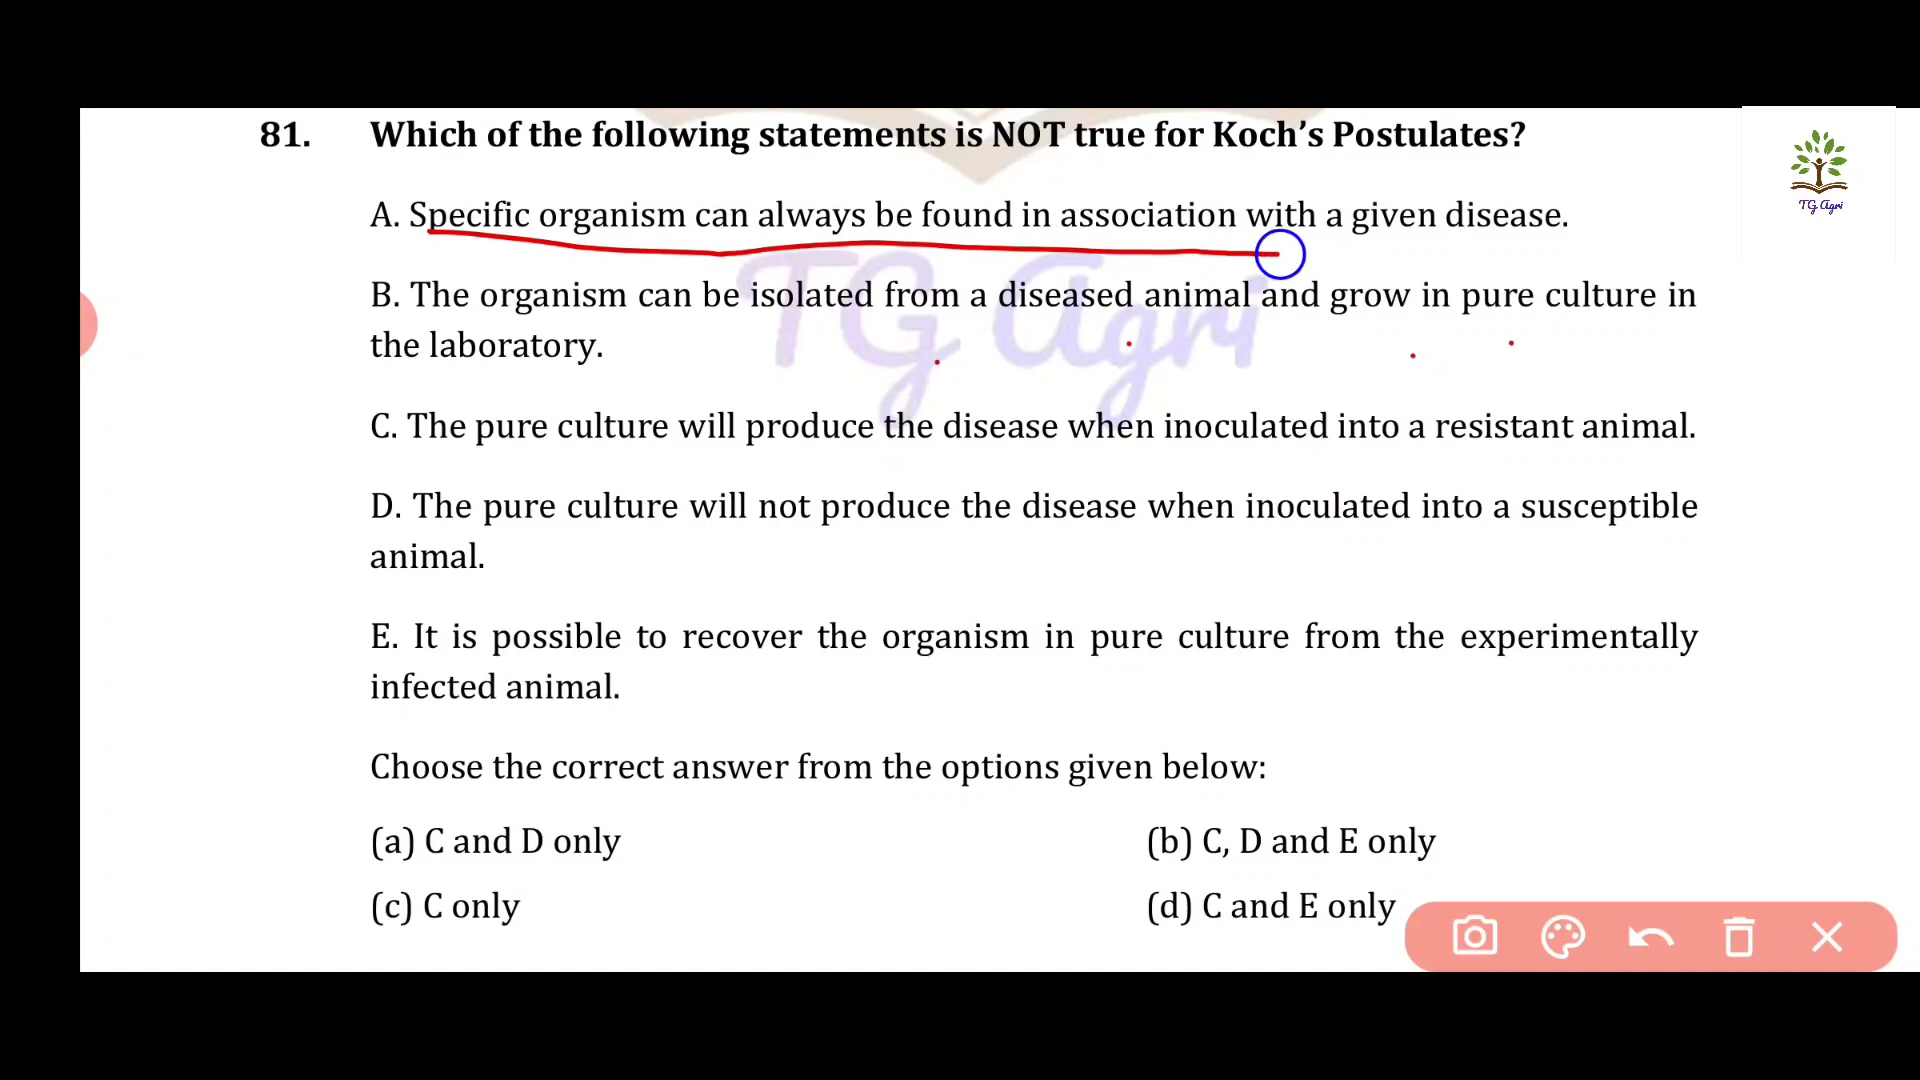 81. Which of the following statements is NOT true for Koch’s Postulates?
TG Agri
A. Specific organism can always be found in association with a given disease.
TG Agri
B. The organism can be isolated from a diseased animal and grow in pure culture in
the laboratory.
C. The pure culture will produce the disease when inoculated into a resistant animal.
D. The pure culture will not produce the disease when inoculated into a susceptible
animal.
E. It is possible to recover the organism in pure culture from the experimentally
infected animal.
Choose the correct answer from the options given below:
(a) C and D only (b) C, D and E only
(c) C only (d) C and E only